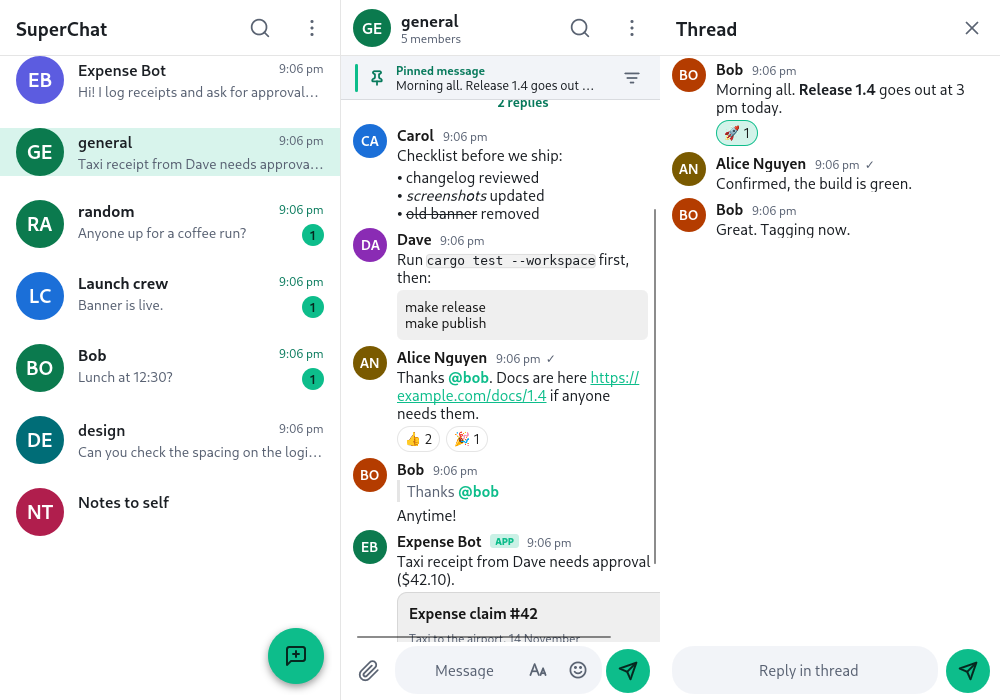 SuperChat
EB
Expense Bot
9:06 pm
Hi! I log receipts and ask for approval…
GE
general
9:06 pm
Taxi receipt from Dave needs approva…
RA
random
9:06 pm
Anyone up for a coffee run?
1
LC
Launch crew
9:06 pm
Banner is live.
1
BO
Bob
9:06 pm
Lunch at 12:30?
1
DE
design
9:06 pm
Can you check the spacing on the logi…
NT
Notes to self
GE
general
5 members
Pinned message
Morning all. Release 1.4 goes out …
2 replies
CA
Carol 9:06 pm
Checklist before we ship:
• changelog reviewed
• screenshots updated
• old banner removed
DA
Dave 9:06 pm
Run cargo test --workspace first,
then:
make release
make publish
AN
Alice Nguyen 9:06 pm ✓
Thanks @bob. Docs are here https://
example.com/docs/1.4 if anyone
needs them.
👍 2 🎉 1
BO
Bob 9:06 pm
Thanks @bob
Anytime!
EB
Expense Bot APP 9:06 pm
Taxi receipt from Dave needs approval
($42.10).
Expense claim #42
Taxi to the airport, 14 November
Message
AA
Thread
BO
Bob 9:06 pm
Morning all. Release 1.4 goes out at 3
pm today.
🚀 1
AN
Alice Nguyen 9:06 pm ✓
Confirmed, the build is green.
BO
Bob 9:06 pm
Great. Tagging now.
Reply in thread